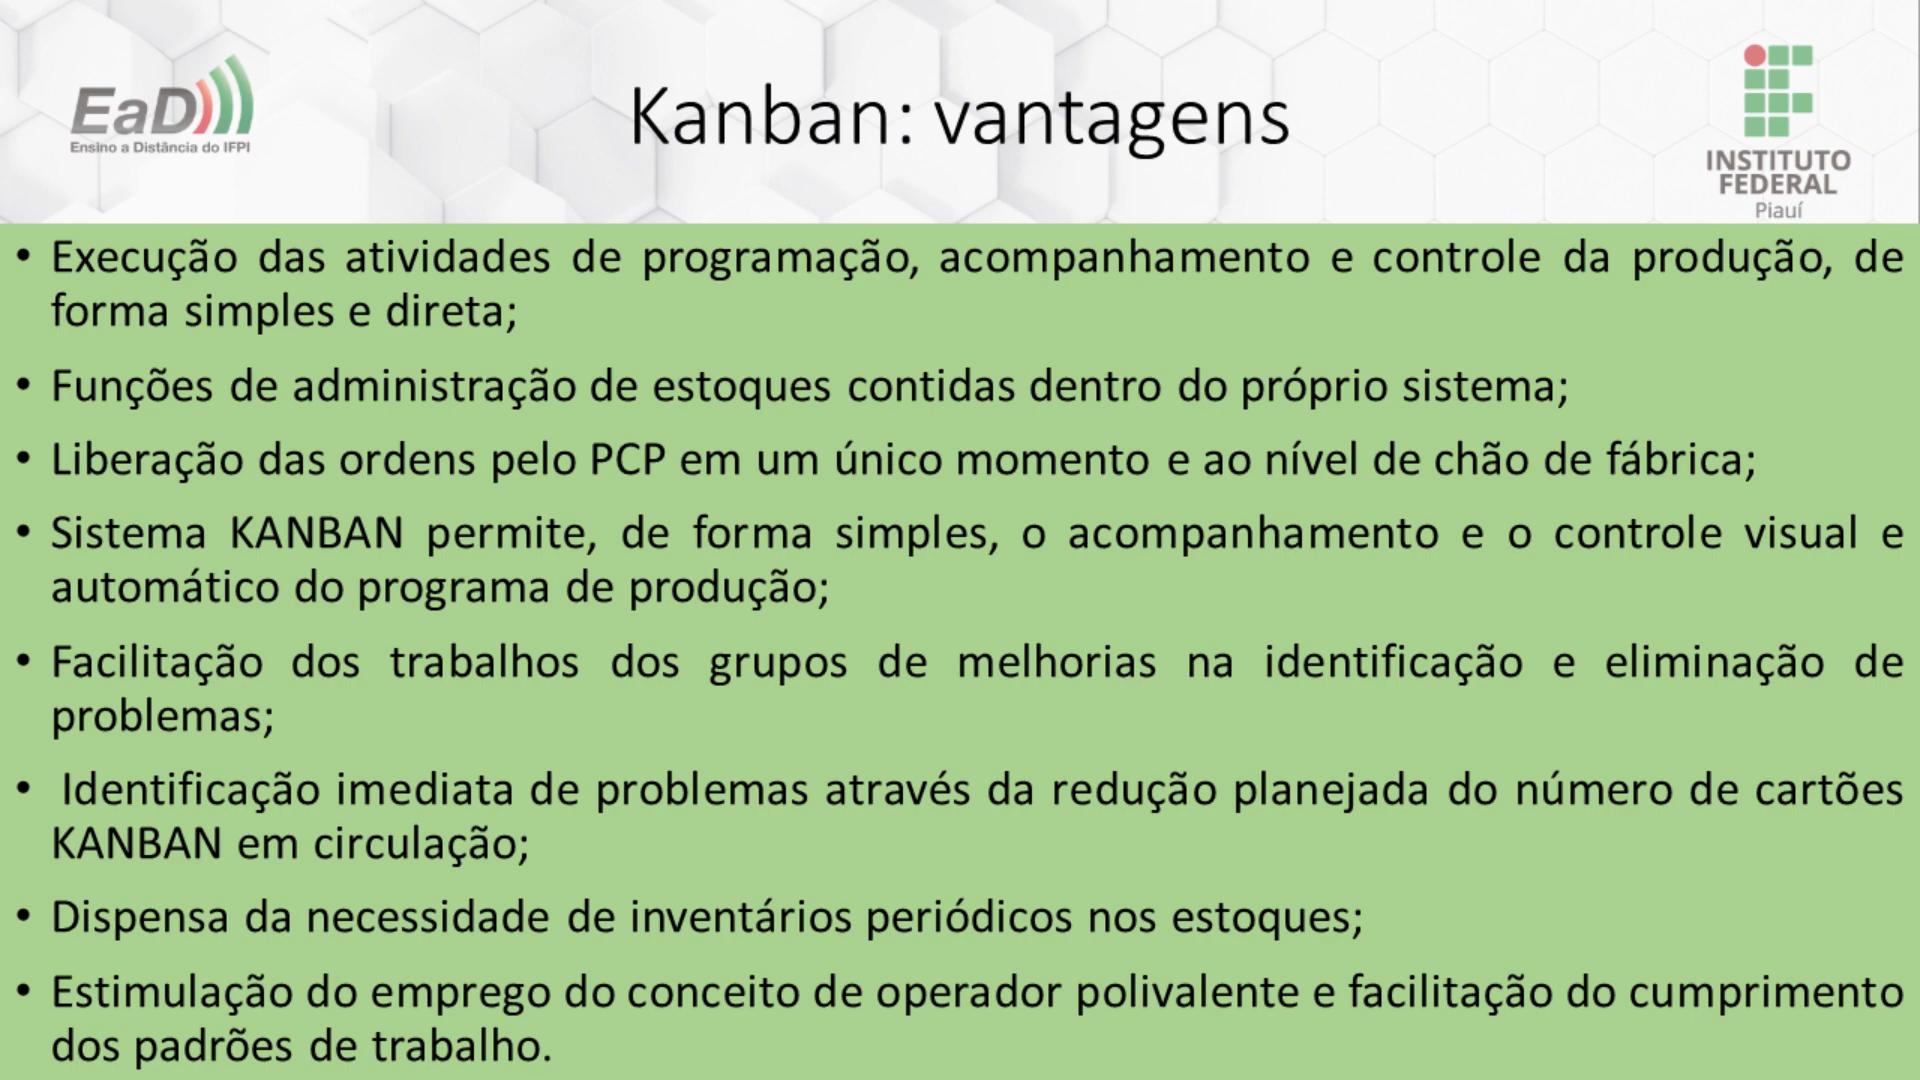 EaD
Ensino a Distância do IFPI
Kanban: vantagens
INSTITUTO
FEDERAL
Piauí
• Execução das atividades de programação, acompanhamento e controle da produção, de
forma simples e direta;
• Funções de administração de estoques contidas dentro do próprio sistema;
• Liberação das ordens pelo PCP em um único momento e ao nível de chão de fábrica;
• Sistema KANBAN permite, de forma simples, o acompanhamento e o controle visual e
automático do programa de produção;
• Facilitação dos trabalhos dos grupos de melhorias na identificação e eliminação de
problemas;
• Identificação imediata de problemas através da redução planejada do número de cartões
KANBAN em circulação;
• Dispensa da necessidade de inventários periódicos nos estoques;
• Estimulação do emprego do conceito de operador polivalente e facilitação do cumprimento
dos padrões de trabalho.